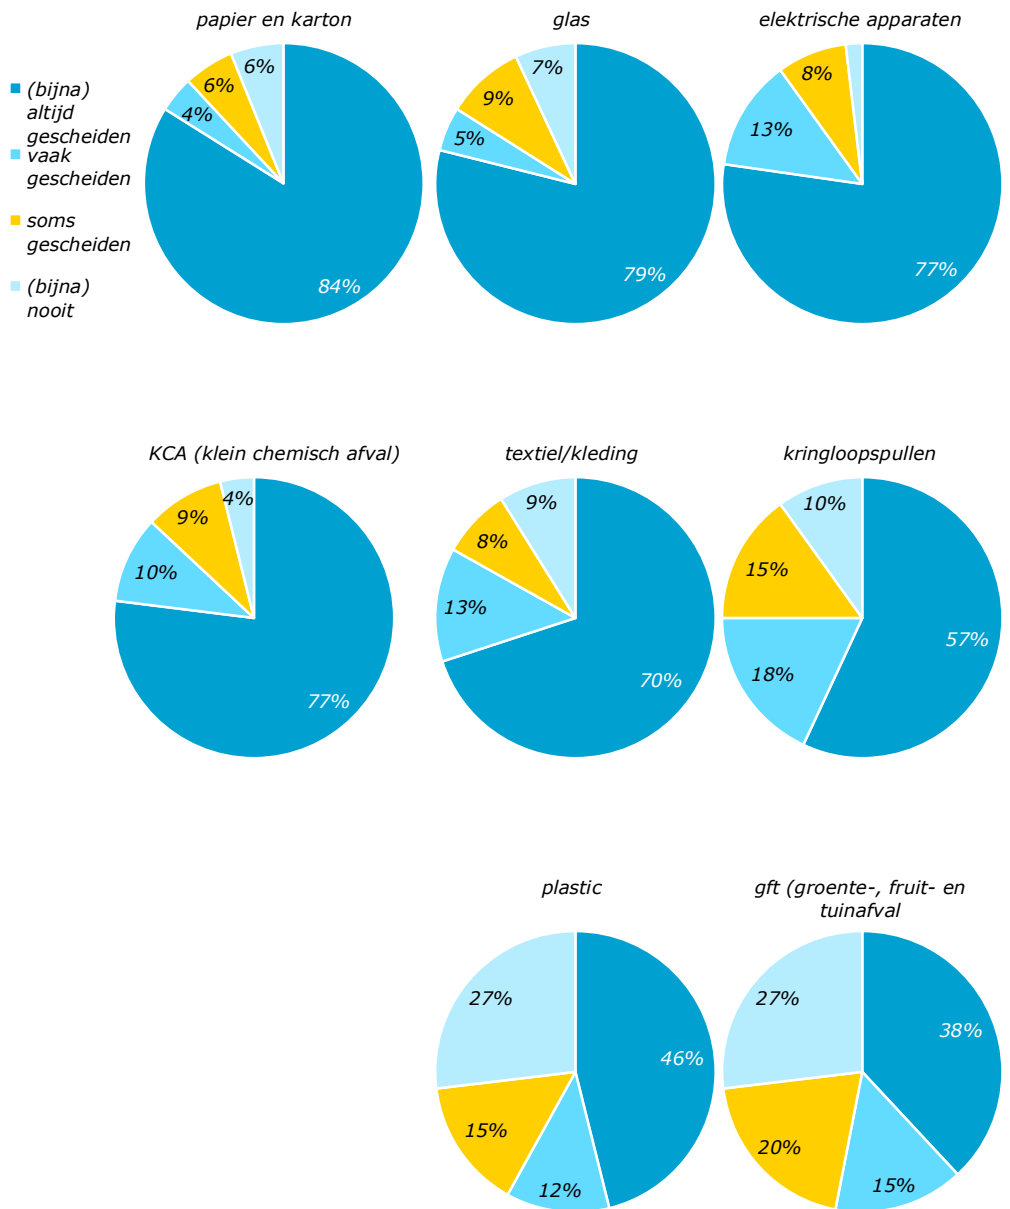 papier en karton
glas
elektrische apparaten
(bijna)
altijd
gescheiden
vaak
gescheiden
soms
gescheiden
(bijna)
nooit
6%
6%
4%
84%
7%
9%
5%
79%
8%
13%
77%
KCA (klein chemisch afval)
textiel/kleding
kringloopspullen
4%
9%
10%
77%
9%
8%
13%
70%
10%
15%
18%
57%
plastic
gft (groente-, fruit- en
tuinafval
27%
46%
15%
12%
27%
38%
20%
15%